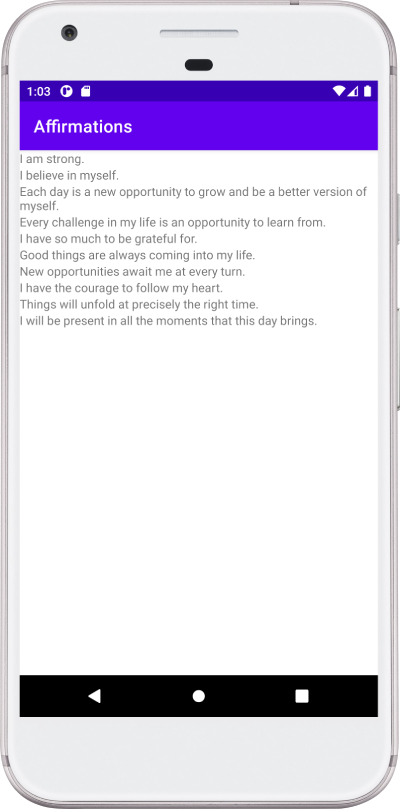 1:03
Affirmations
I am strong.
I believe in myself.
Each day is a new opportunity to grow and be a better version of
myself.
Every challenge in my life is an opportunity to learn from.
I have so much to be grateful for.
Good things are always coming into my life.
New opportunities await me at every turn.
I have the courage to follow my heart.
Things will unfold at precisely the right time.
I will be present in all the moments that this day brings.